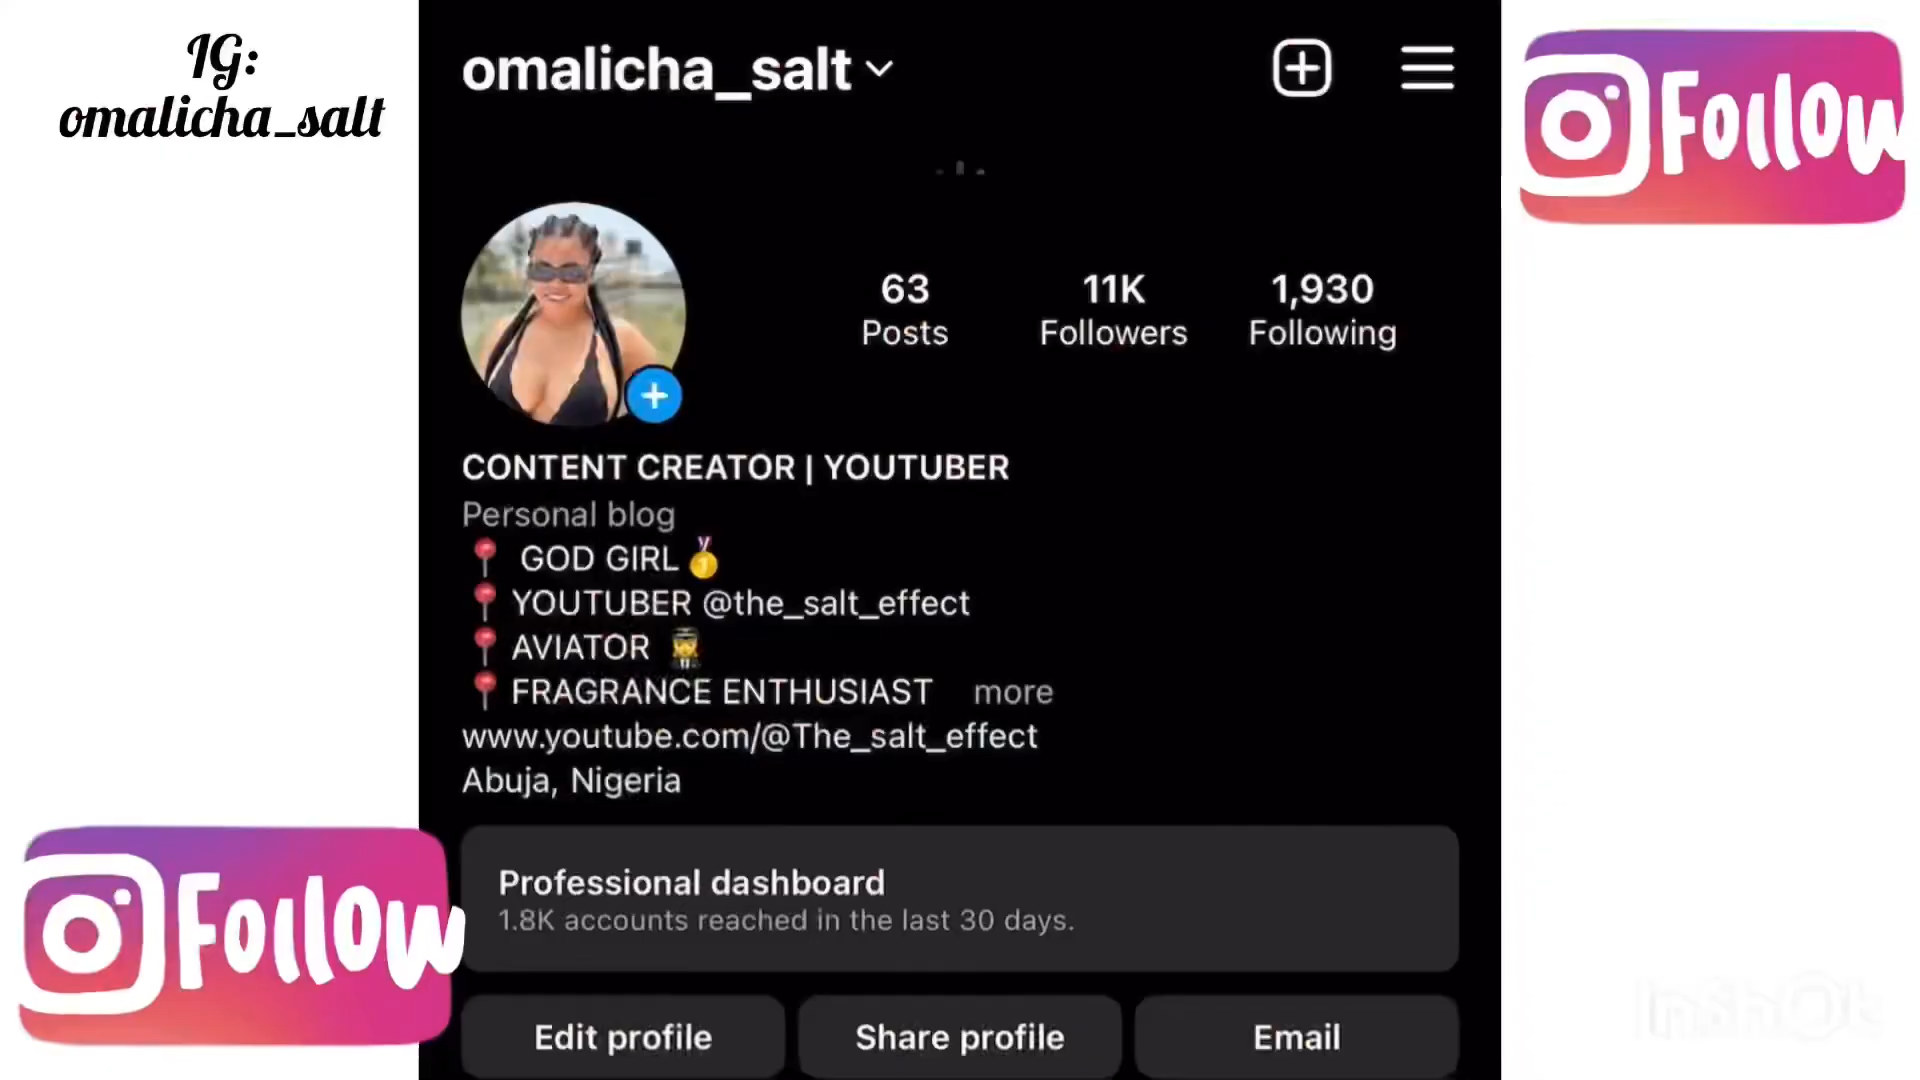 IG:
omalicha_salt
omalicha_salt
Follow
63
Posts
11K
Followers
1,930
Following
CONTENT CREATOR | YOUTUBER
Personal blog
📍 GOD GIRL🏅
📍 YOUTUBER @the_salt_effect
📍 AVIATOR 👩‍✈️
📍 FRAGRANCE ENTHUSIAST more
www.youtube.com/@The_salt_effect
Abuja, Nigeria
Professional dashboard
1.8K accounts reached in the last 30 days.
Follow
Edit profile
Share profile
Email
InShOt